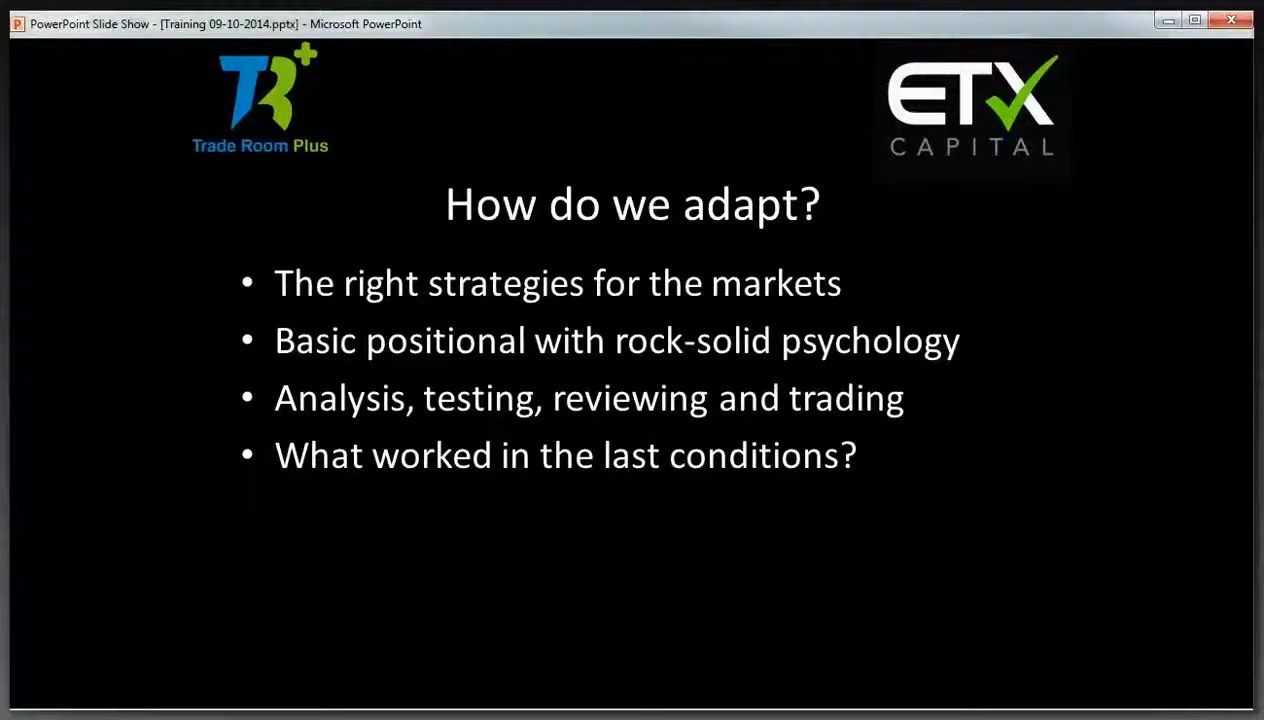 PowerPoint Slide Show - [Training 09-10-2014.pptx] - Microsoft PowerPoint
TR+
Trade Room Plus
ETX
CAPITAL
How do we adapt?
• The right strategies for the markets
• Basic positional with rock-solid psychology
• Analysis, testing, reviewing and trading
• What worked in the last conditions?